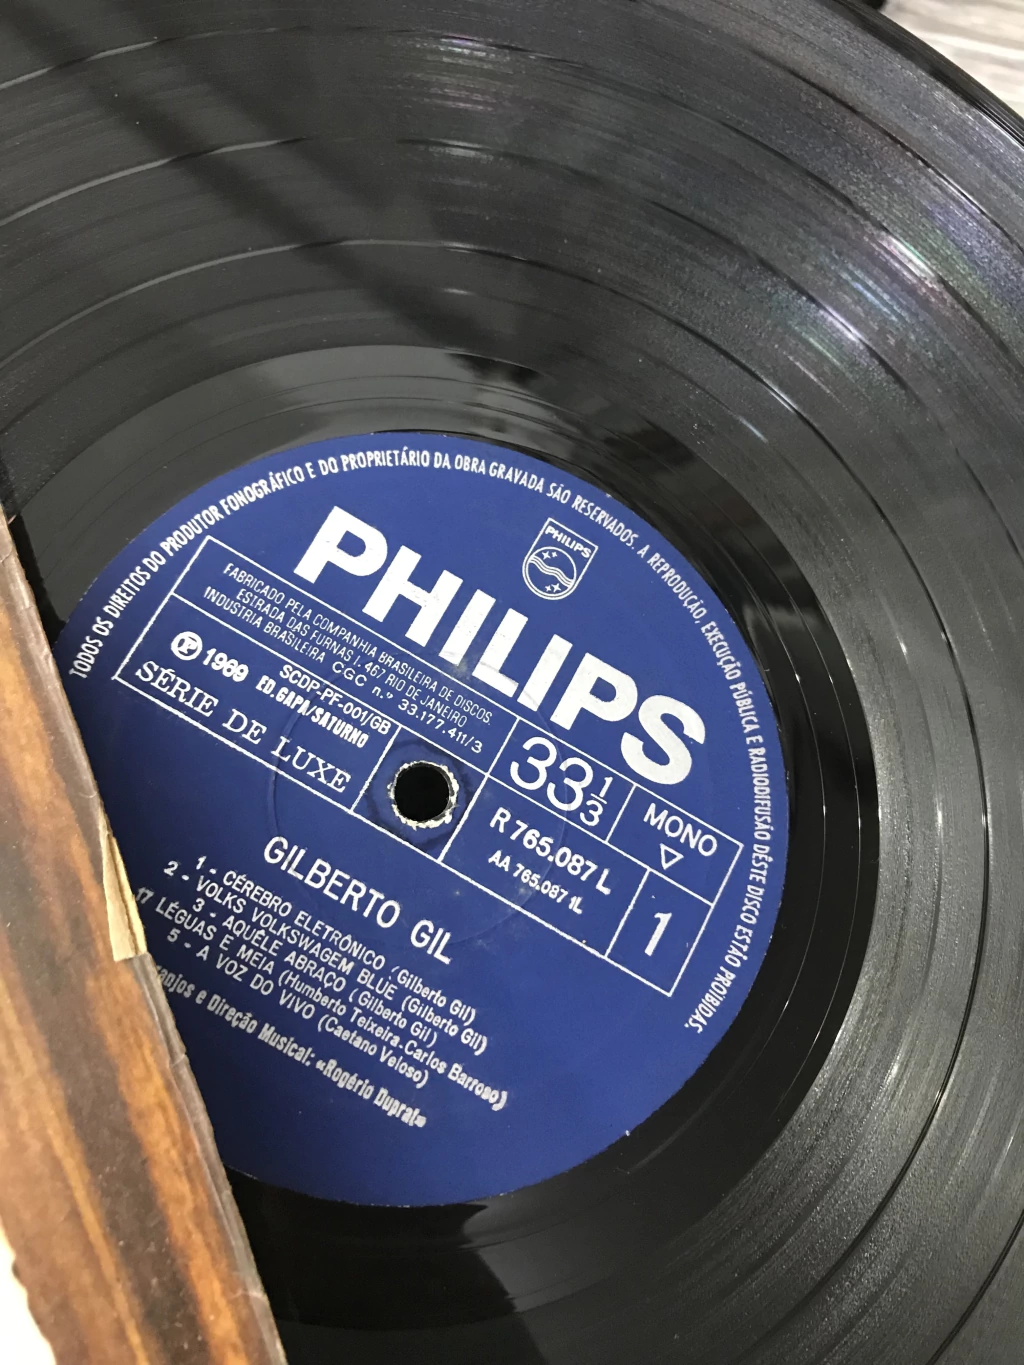 TODOS OS DIREITOS DO PRODUTOR FONOGRÁFICO E DO PROPRIETÁRIO DA OBRA GRAVADA SÃO RESERVADOS. A REPRODUÇÃO, EXECUÇÃO PÚBLICA E RADIODIFUSÃO DÊSTE DISCO ESTÃO PROIBIDAS.
PHILIPS
PHILIPS
FABRICADO PELA COMPANHIA BRASILEIRA DE DISCOS
ESTRADA DAS FURNAS 1.467 RIO DE JANEIRO
INDUSTRIA BRASILEIRA CGC n.º 33.177.411/3
℗ 1969
SCDP-PF-001/GB
ED.GAPA/SATURNO
SÉRIE DE LUXE
33 1/3
MONO
R 765.087 L
AA 765.087 1L
1
GILBERTO GIL
1 - CÉREBRO ELETRÔNICO (Gilberto Gil)
2 - VOLKS VOLKSWAGEM BLUE (Gilberto Gil)
3 - AQUÊLE ABRAÇO (Gilberto Gil)
17 LÉGUAS E MEIA (Humberto Teixeira-Carlos Barroso)
5 - A VOZ DO VIVO (Caetano Veloso)
e Direção Musical: «Rogério Duprat»